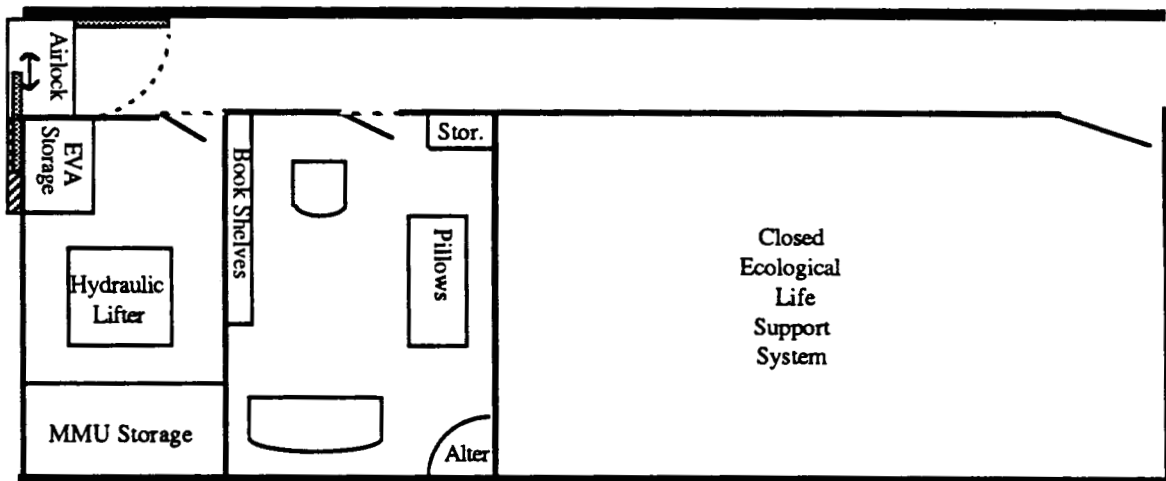 Airlock
EVA
Storage
Stor.
Book Shelves
Pillows
Hydraulic
Lifter
Closed
Ecological
Life
Support
System
MMU Storage
Alter